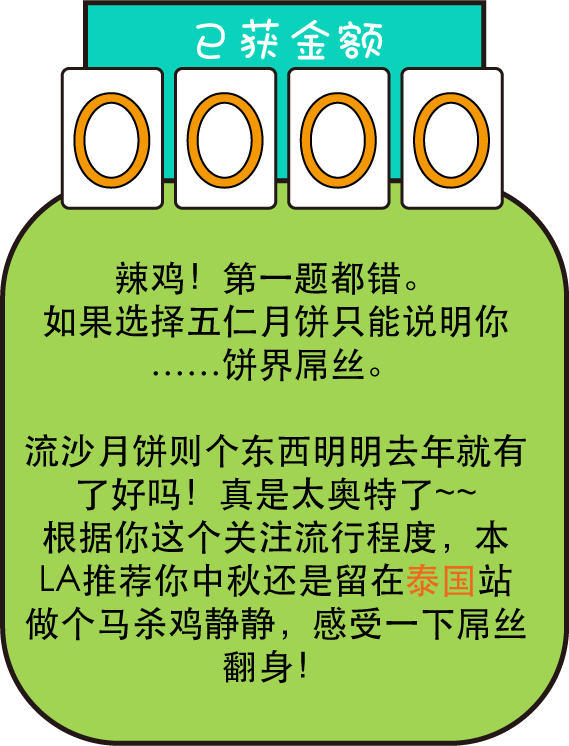 已获金额
0000
辣鸡！第一题都错。
如果选择五仁月饼只能说明你
……饼界屌丝。
流沙月饼则个东西明明去年就有
了好吗！真是太奥特了~~
根据你这个关注流行程度，本
LA推荐你中秋还是留在泰国站
做个马杀鸡静静，感受一下屌丝
翻身！